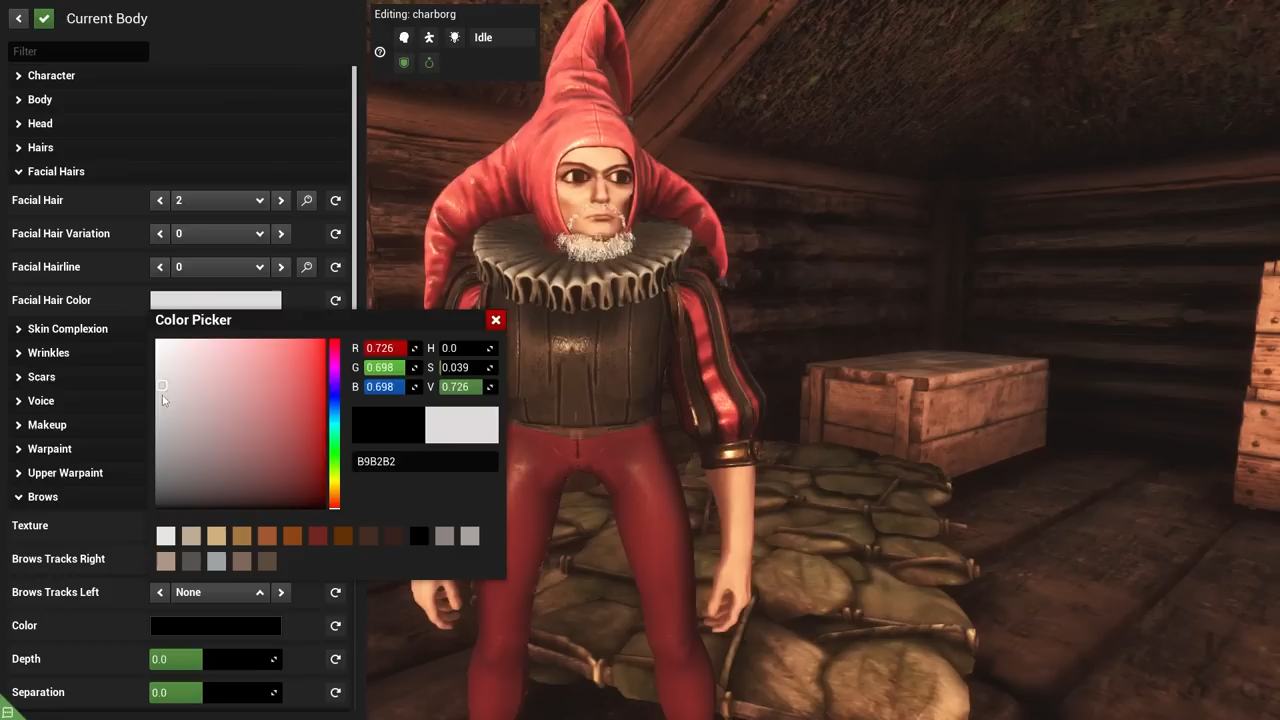 Current Body
Editing: charborg
Idle
Filter
Character
Body
Head
Hairs
Facial Hairs
Facial Hair
2
Facial Hair Variation
0
Facial Hairline
0
Facial Hair Color
Skin Complexion
Wrinkles
Scars
Voice
Makeup
Warpaint
Upper Warpaint
Brows
Texture
Brows Tracks Right
Brows Tracks Left
None
Color
Depth
0.0
Separation
0.0
Color Picker
R 0.726 H 0.0
G 0.698 S 0.039
B 0.698 V 0.726
B9B2B2